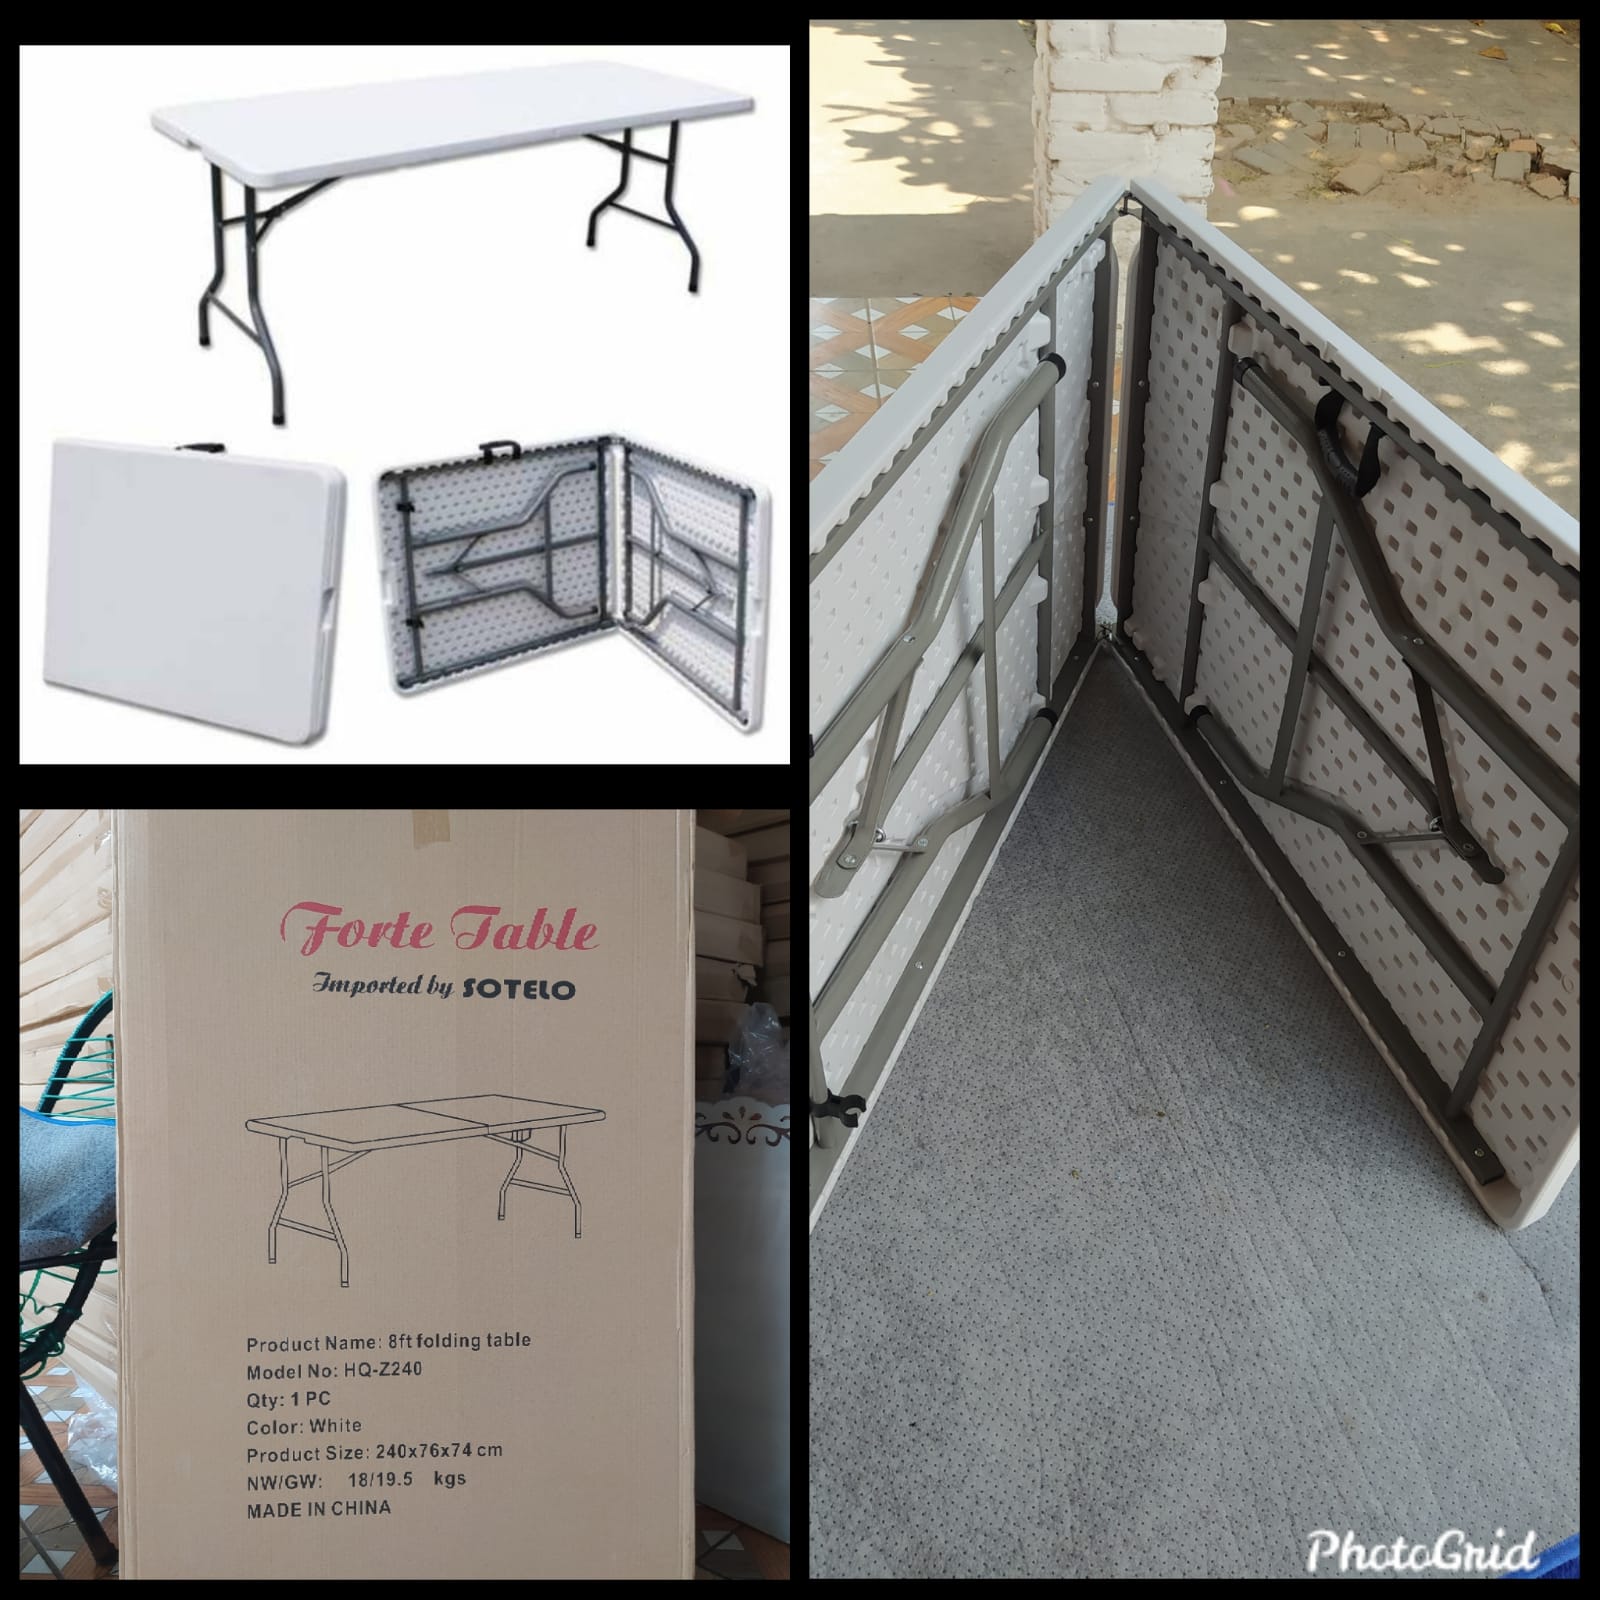 Forte Table
Imported by SOTELO
Product Name: 8ft folding table
Model No: HQ-Z240
Qty: 1 PC
Color: White
Product Size: 240x76x74 cm
NW/GW: 18/19.5 kgs
MADE IN CHINA
PhotoGrid